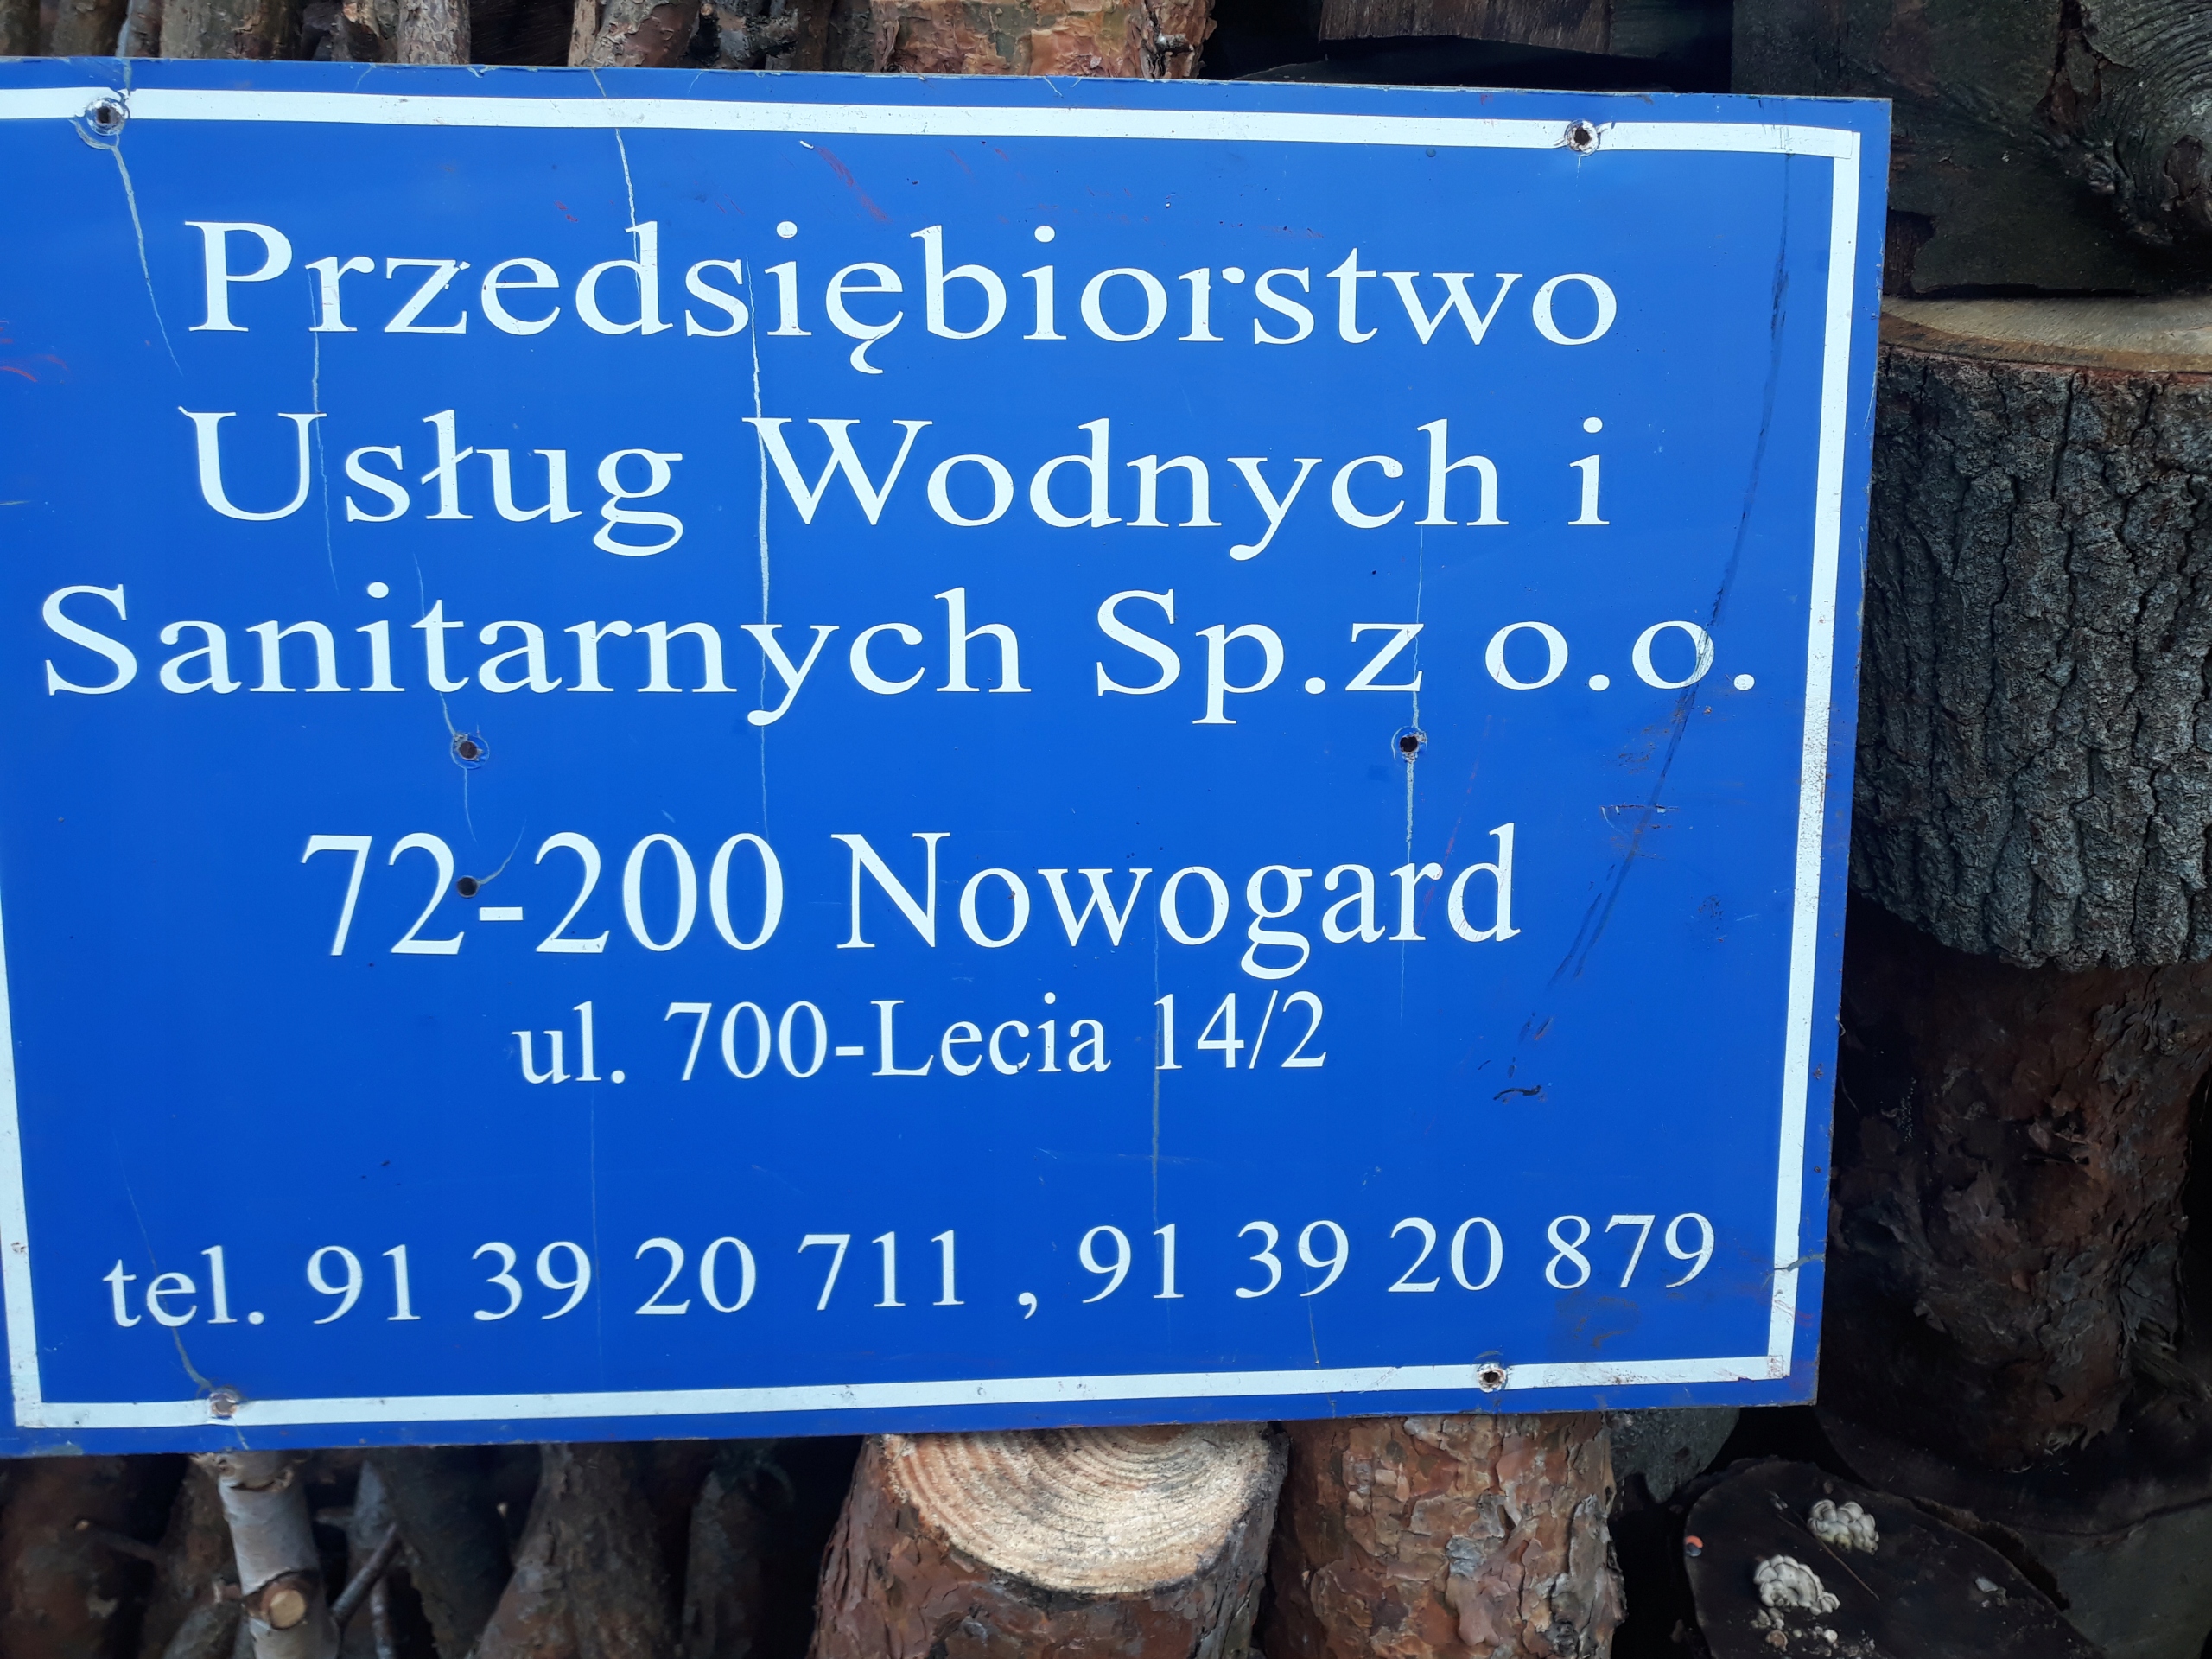 Przedsiębiorstwo
Usług Wodnych i
Sanitarnych Sp.z o.o.
72-200 Nowogard
ul. 700-Lecia 14/2
tel. 91 39 20 711 , 91 39 20 879